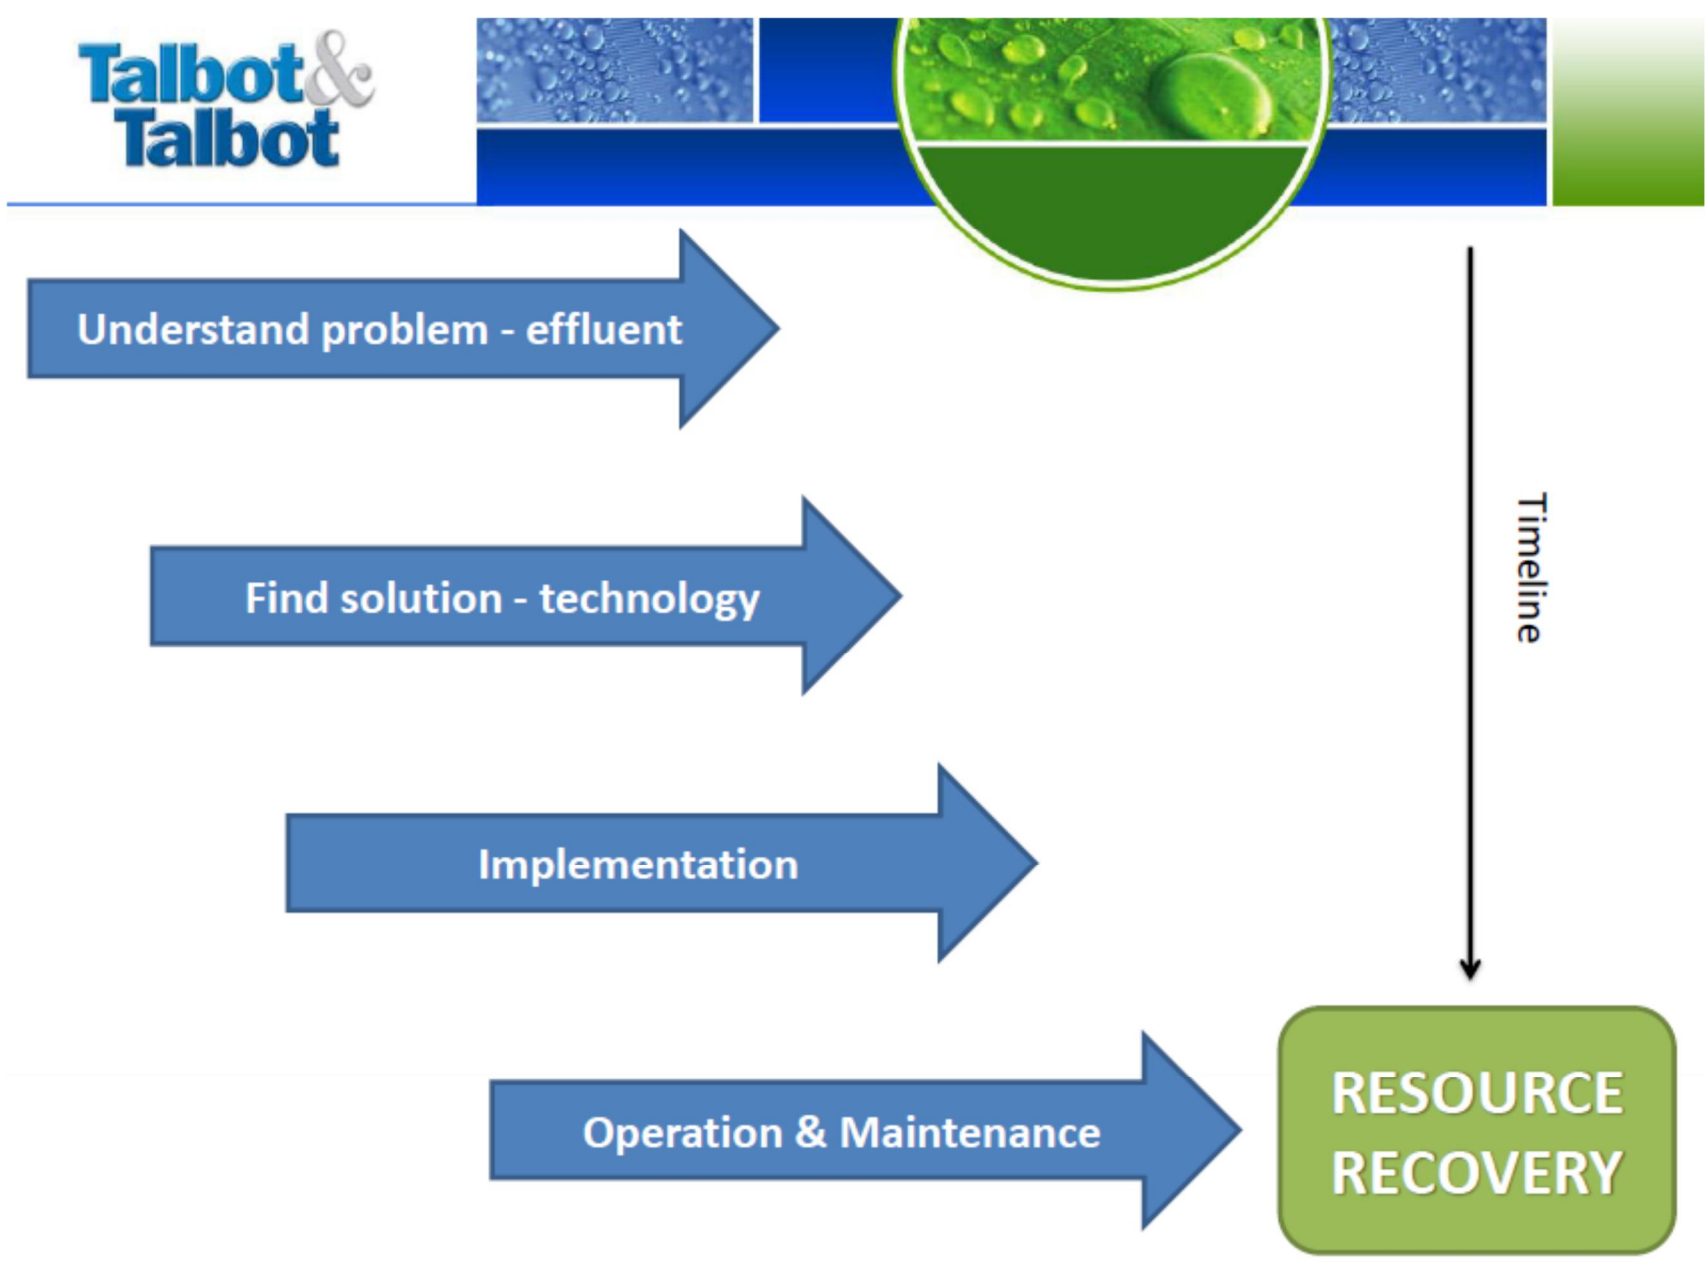 Talbot&
Talbot
Understand problem - effluent
Find solution - technology
Timeline
Implementation
Operation & Maintenance
RESOURCE
RECOVERY